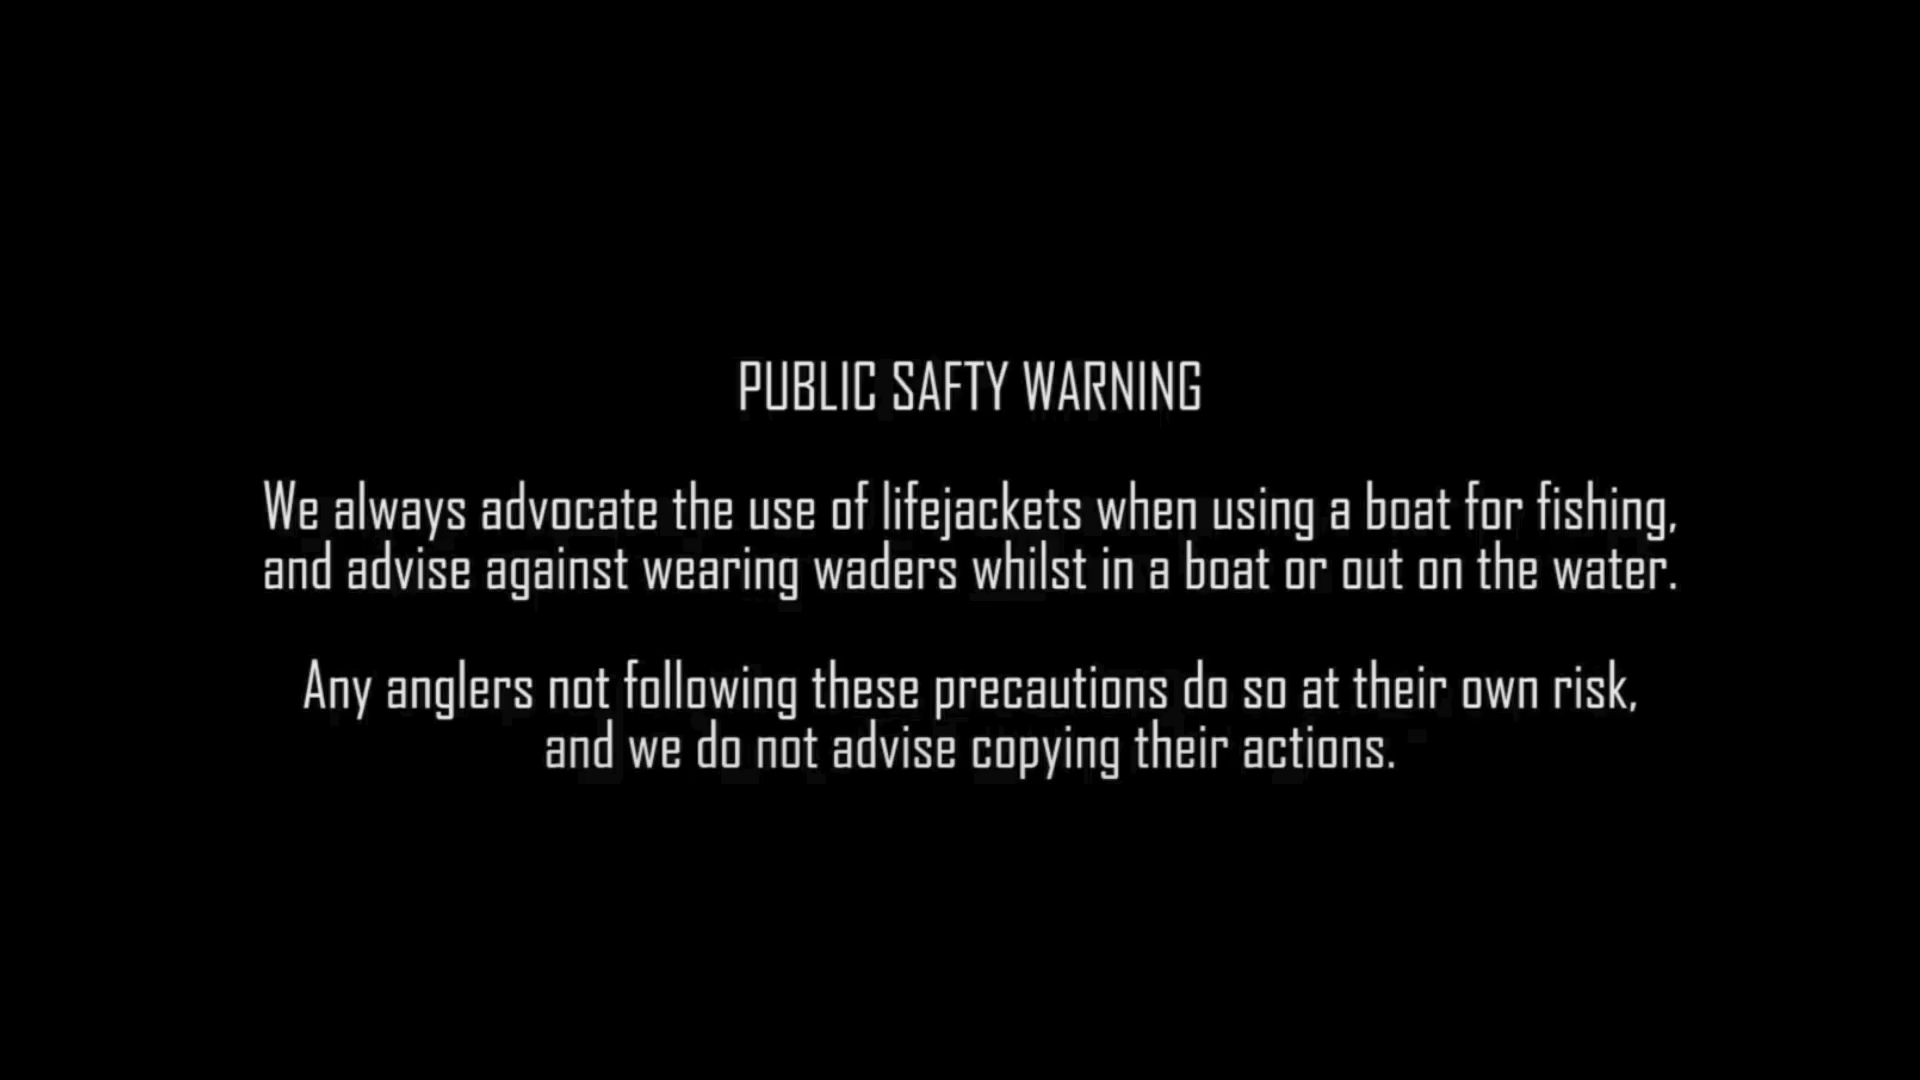 PUBLIC SAFTY WARNING
We always advocate the use of lifejackets when using a boat for fishing,
and advise against wearing waders whilst in a boat or out on the water.
Any anglers not following these precautions do so at their own risk,
and we do not advise copying their actions.